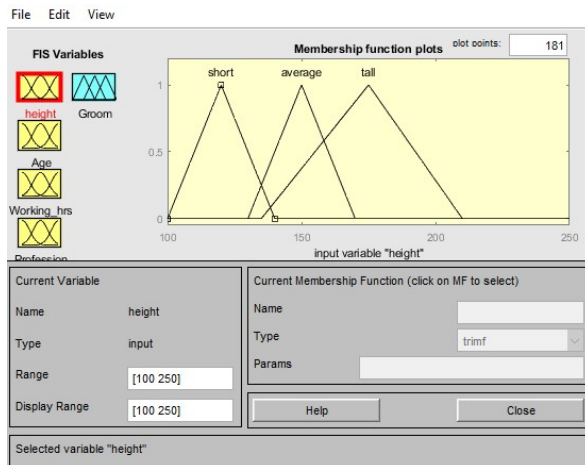 File Edit View
FIS Variables
height
Groom
Age
Working_hrs
Profession
Membership function plots
plot points:
181
short average tall
1
0.5
0
100 150 200 250
input variable "height"
Current Variable
Name height
Type input
Range [100 250]
Display Range [100 250]
Current Membership Function (click on MF to select)
Name
Type trimf
Params
Help Close
Selected variable "height"